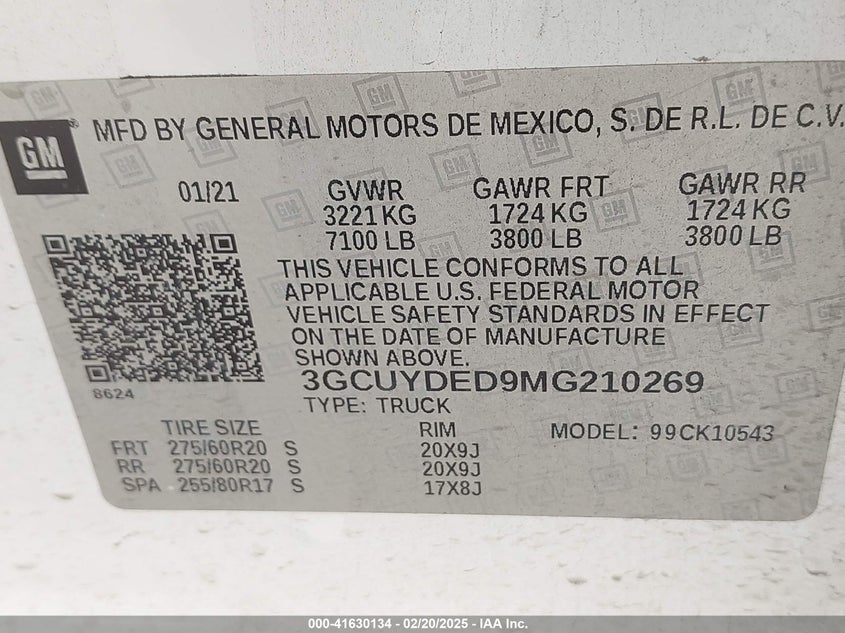 GM
MFD BY GENERAL MOTORS DE MEXICO, S. DE R.L. DE C.V.
01/21 GVWR GAWR FRT GAWR RR
3221 KG 1724 KG 1724 KG
7100 LB 3800 LB 3800 LB
THIS VEHICLE CONFORMS TO ALL
APPLICABLE U.S. FEDERAL MOTOR
VEHICLE SAFETY STANDARDS IN EFFECT
ON THE DATE OF MANUFACTURE
SHOWN ABOVE.
8624
3GCUYDED9MG210269
TYPE: TRUCK
TIRE SIZE RIM MODEL: 99CK10543
FRT 275/60R20 S 20X9J
RR 275/60R20 S 20X9J
SPA 255/80R17 S 17X8J
000-41630134 - 02/20/2025 - IAA Inc.